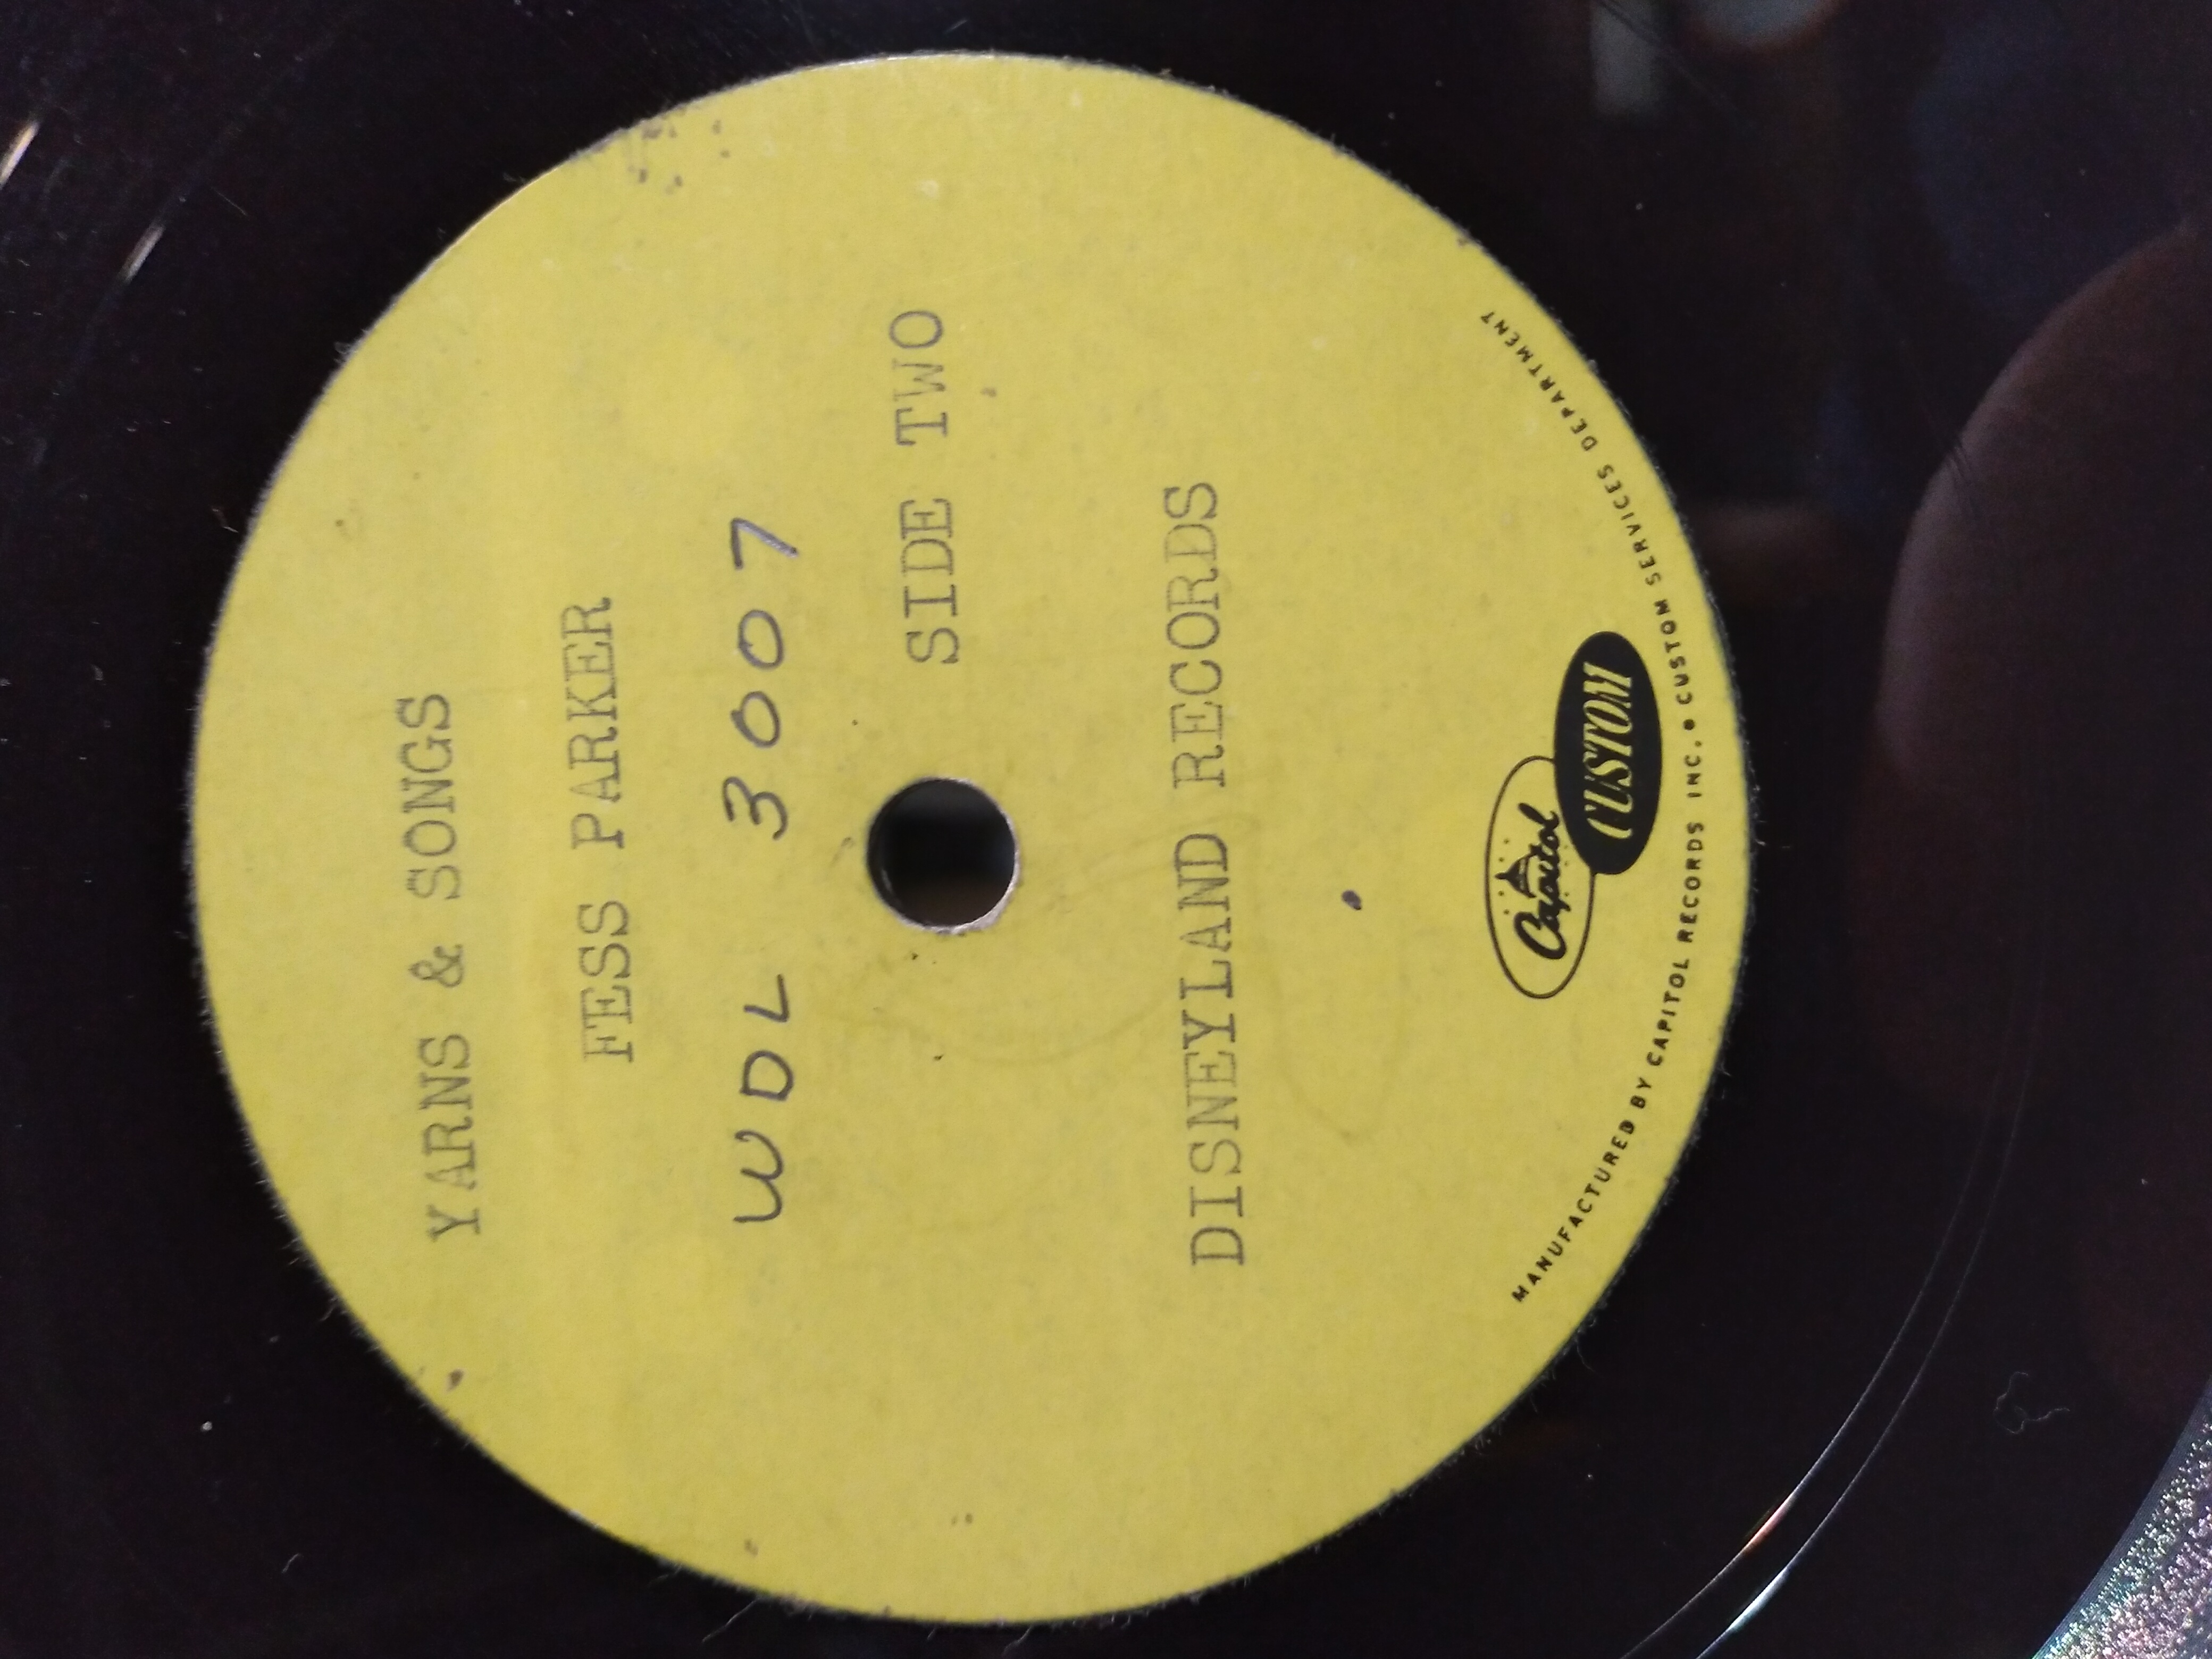 YARNS & SONGS
FESS PARKER
WDL 3007
SIDE TWO
DISNEYLAND RECORDS
Capitol
CUSTOM
MANUFACTURED BY CAPITOL RECORDS INC. • CUSTOM SERVICES DEPARTMENT